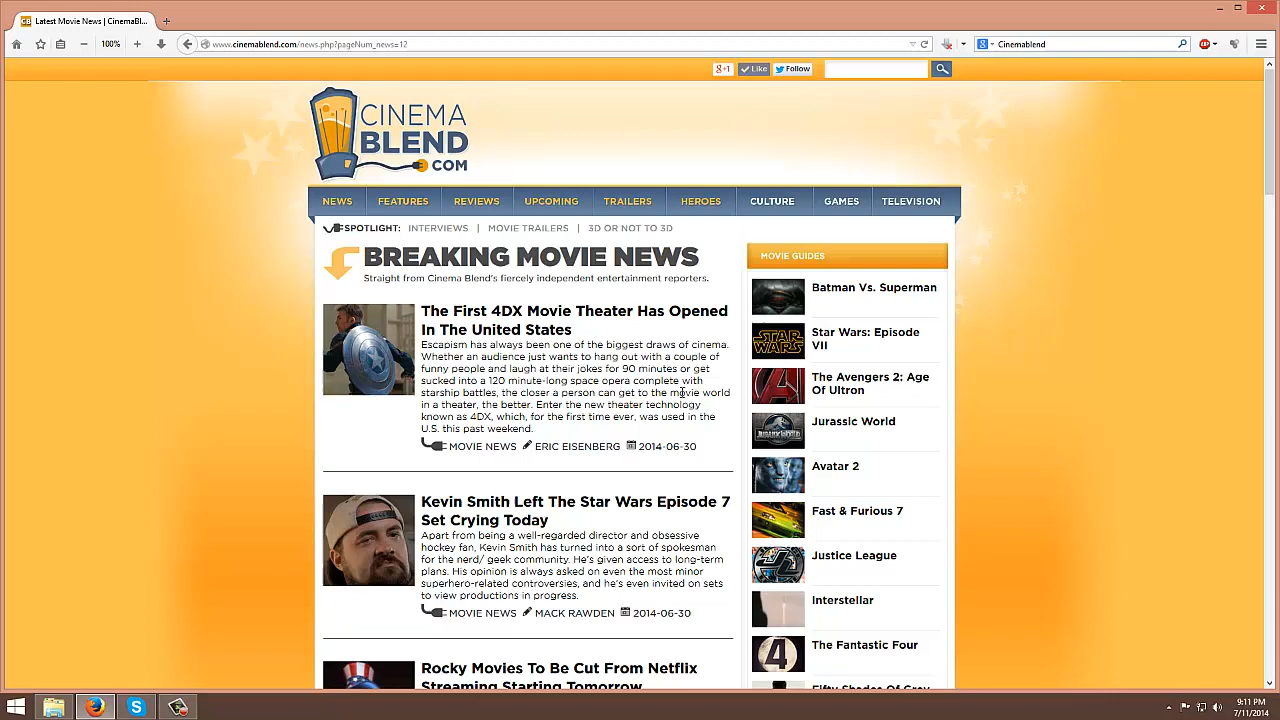 Latest Movie News | CinemaBl...
100%
www.cinemablend.com/news.php?pageNum_news=12
Cinemablend
g+1
Like
Follow
CINEMA
BLEND
COM
NEWS FEATURES REVIEWS UPCOMING TRAILERS HEROES CULTURE GAMES TELEVISION
SPOTLIGHT: INTERVIEWS | MOVIE TRAILERS | 3D OR NOT TO 3D
BREAKING MOVIE NEWS
Straight from Cinema Blend's fiercely independent entertainment reporters.
The First 4DX Movie Theater Has Opened
In The United States
Escapism has always been one of the biggest draws of cinema.
Whether an audience just wants to hang out with a couple of
funny people and laugh at their jokes for 90 minutes or get
sucked into a 120 minute-long space opera complete with
starship battles, the closer a person can get to the movie world
in a theater, the better. Enter the new theater technology
known as 4DX, which, for the first time ever, was used in the
U.S. this past weekend.
MOVIE NEWS ERIC EISENBERG 2014-06-30
Kevin Smith Left The Star Wars Episode 7
Set Crying Today
Apart from being a well-regarded director and obsessive
hockey fan, Kevin Smith has turned into a sort of spokesman
for the nerd/ geek community. He's given access to long-term
plans. His opinion is always asked on even the most minor
superhero-related controversies, and he's even invited on sets
to view productions in progress.
MOVIE NEWS MACK RAWDEN 2014-06-30
Rocky Movies To Be Cut From Netflix
Streaming Starting Tomorrow
MOVIE GUIDES
Batman Vs. Superman
STAR WARS
Star Wars: Episode
VII
The Avengers 2: Age
Of Ultron
Jurassic World
Avatar 2
Fast & Furious 7
Justice League
Interstellar
4
The Fantastic Four
Fifty Shades Of Grey
9:11 PM
7/11/2014